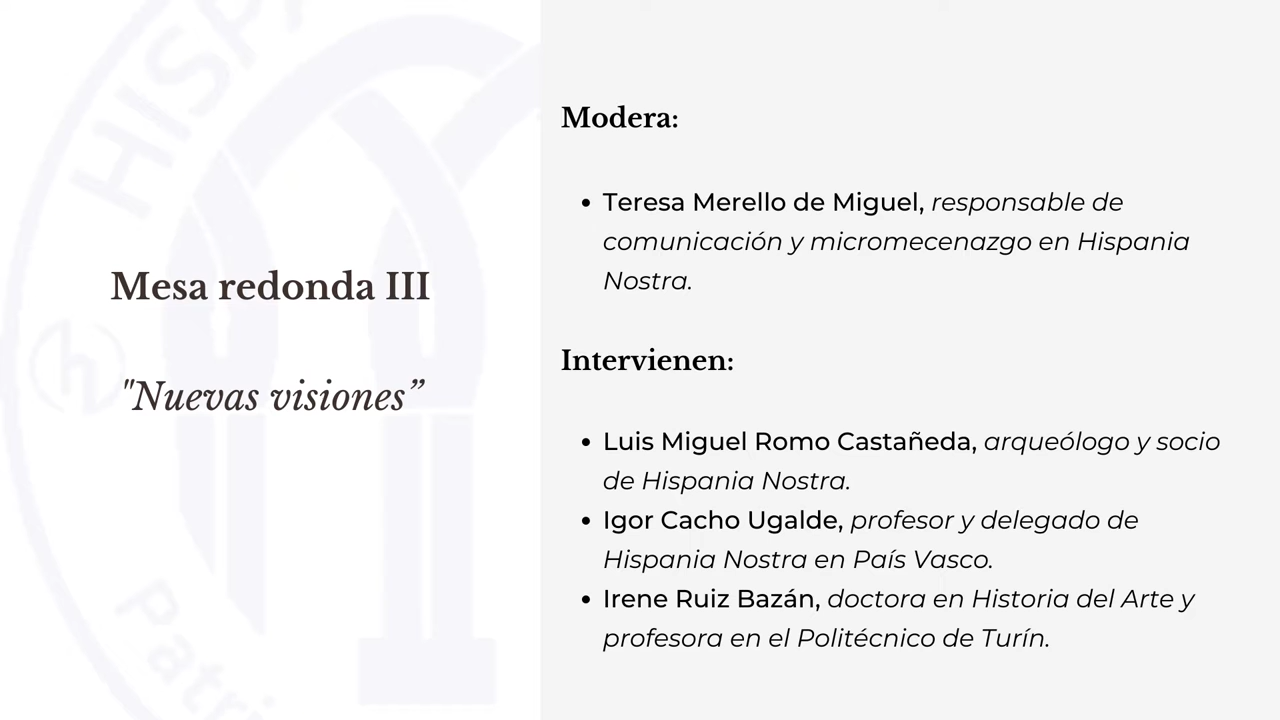 HISPA
Mesa redonda III
"Nuevas visiones”
h
Patri
Modera:
• Teresa Merello de Miguel, responsable de
comunicación y micromecenazgo en Hispania
Nostra.
Intervienen:
• Luis Miguel Romo Castañeda, arqueólogo y socio
de Hispania Nostra.
• Igor Cacho Ugalde, profesor y delegado de
Hispania Nostra en País Vasco.
• Irene Ruiz Bazán, doctora en Historia del Arte y
profesora en el Politécnico de Turín.